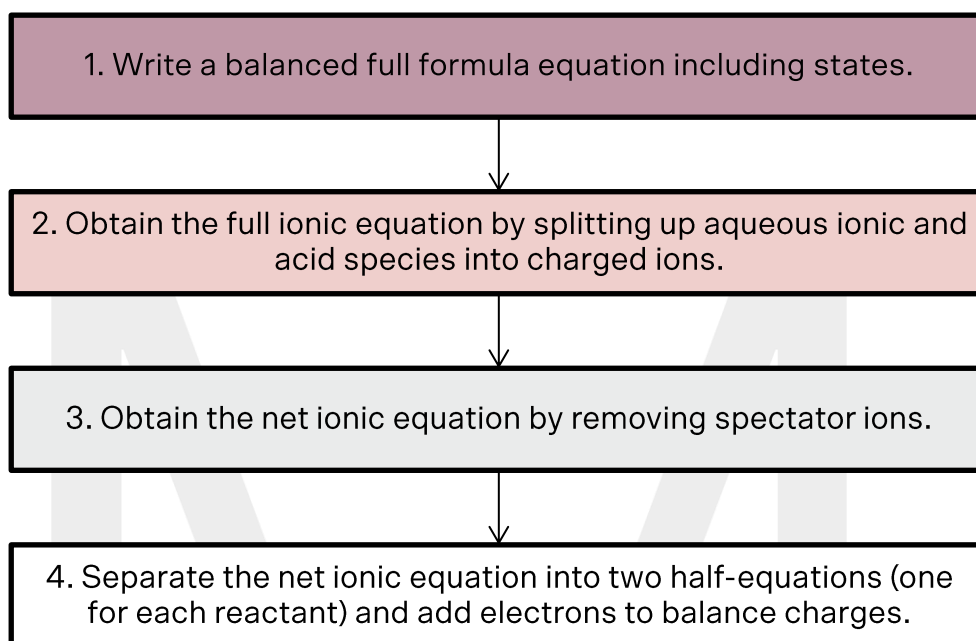 1. Write a balanced full formula equation including states.
2. Obtain the full ionic equation by splitting up aqueous ionic and
acid species into charged ions.
3. Obtain the net ionic equation by removing spectator ions.
4. Separate the net ionic equation into two half-equations (one
for each reactant) and add electrons to balance charges.